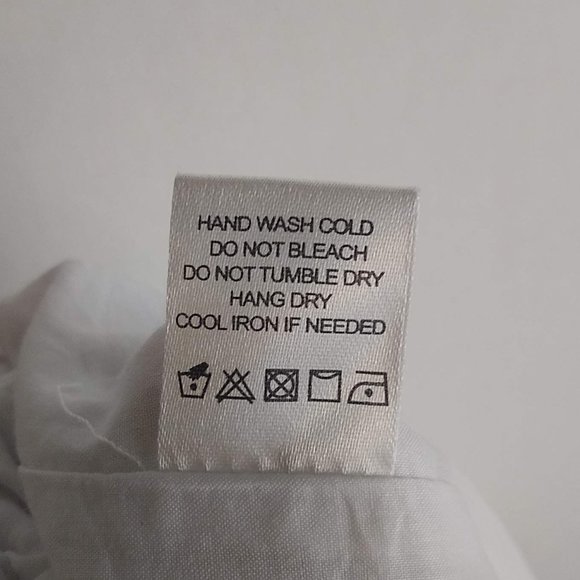 HAND WASH COLD
DO NOT BLEACH
DO NOT TUMBLE DRY
HANG DRY
COOL IRON IF NEEDED